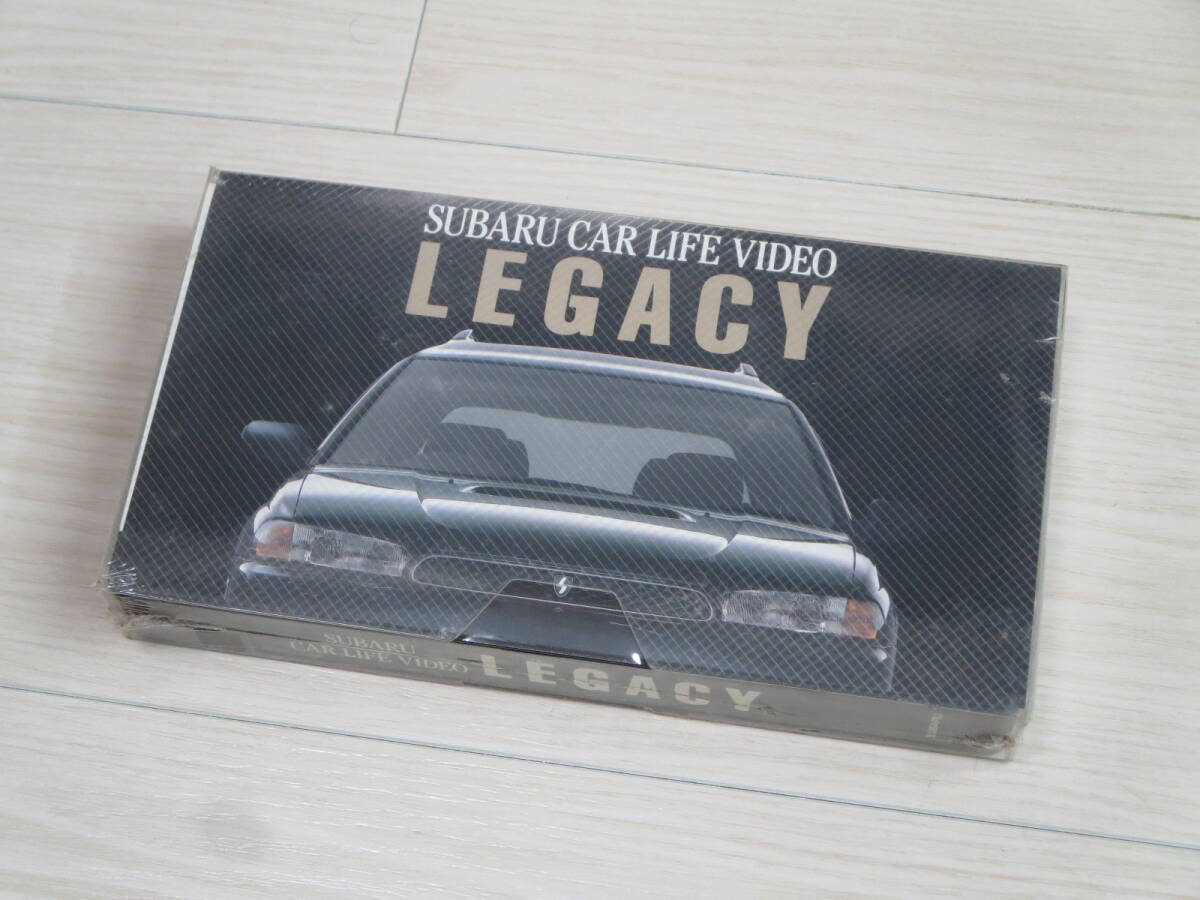 SUBARU CAR LIFE VIDEO
LEGACY
SUBARU
CAR LIFE VIDEO
LEGACY